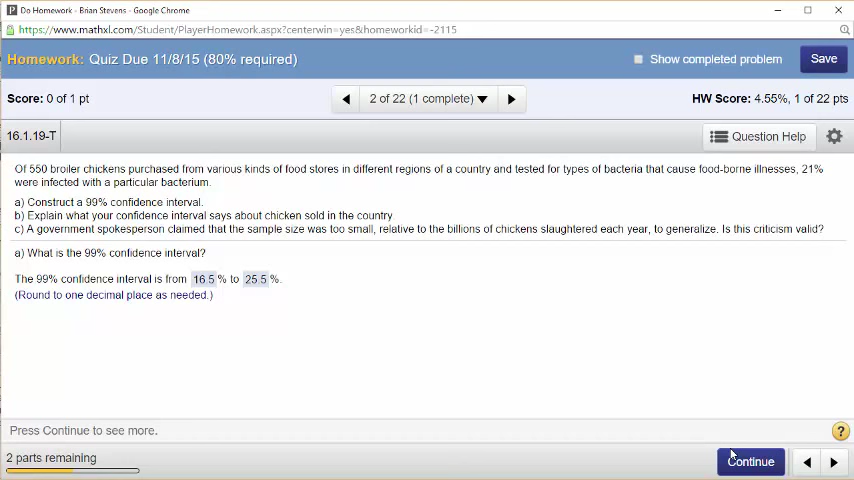 Do Homework - Brian Stevens - Google Chrome
https://www.mathxl.com/Student/PlayerHomework.aspx?centerwin=yes&homeworkid=-2115
Homework: Quiz Due 11/8/15 (80% required)
Show completed problem
Save
Score: 0 of 1 pt
2 of 22 (1 complete)
HW Score: 4.55%, 1 of 22 pts
16.1.19-T
Question Help
Of 550 broiler chickens purchased from various kinds of food stores in different regions of a country and tested for types of bacteria that cause food-borne illnesses, 21%
were infected with a particular bacterium.
a) Construct a 99% confidence interval.
b) Explain what your confidence interval says about chicken sold in the country.
c) A government spokesperson claimed that the sample size was too small, relative to the billions of chickens slaughtered each year, to generalize. Is this criticism valid?
a) What is the 99% confidence interval?
The 99% confidence interval is from 16.5 % to 25.5 %.
(Round to one decimal place as needed.)
Press Continue to see more.
?
2 parts remaining
Continue